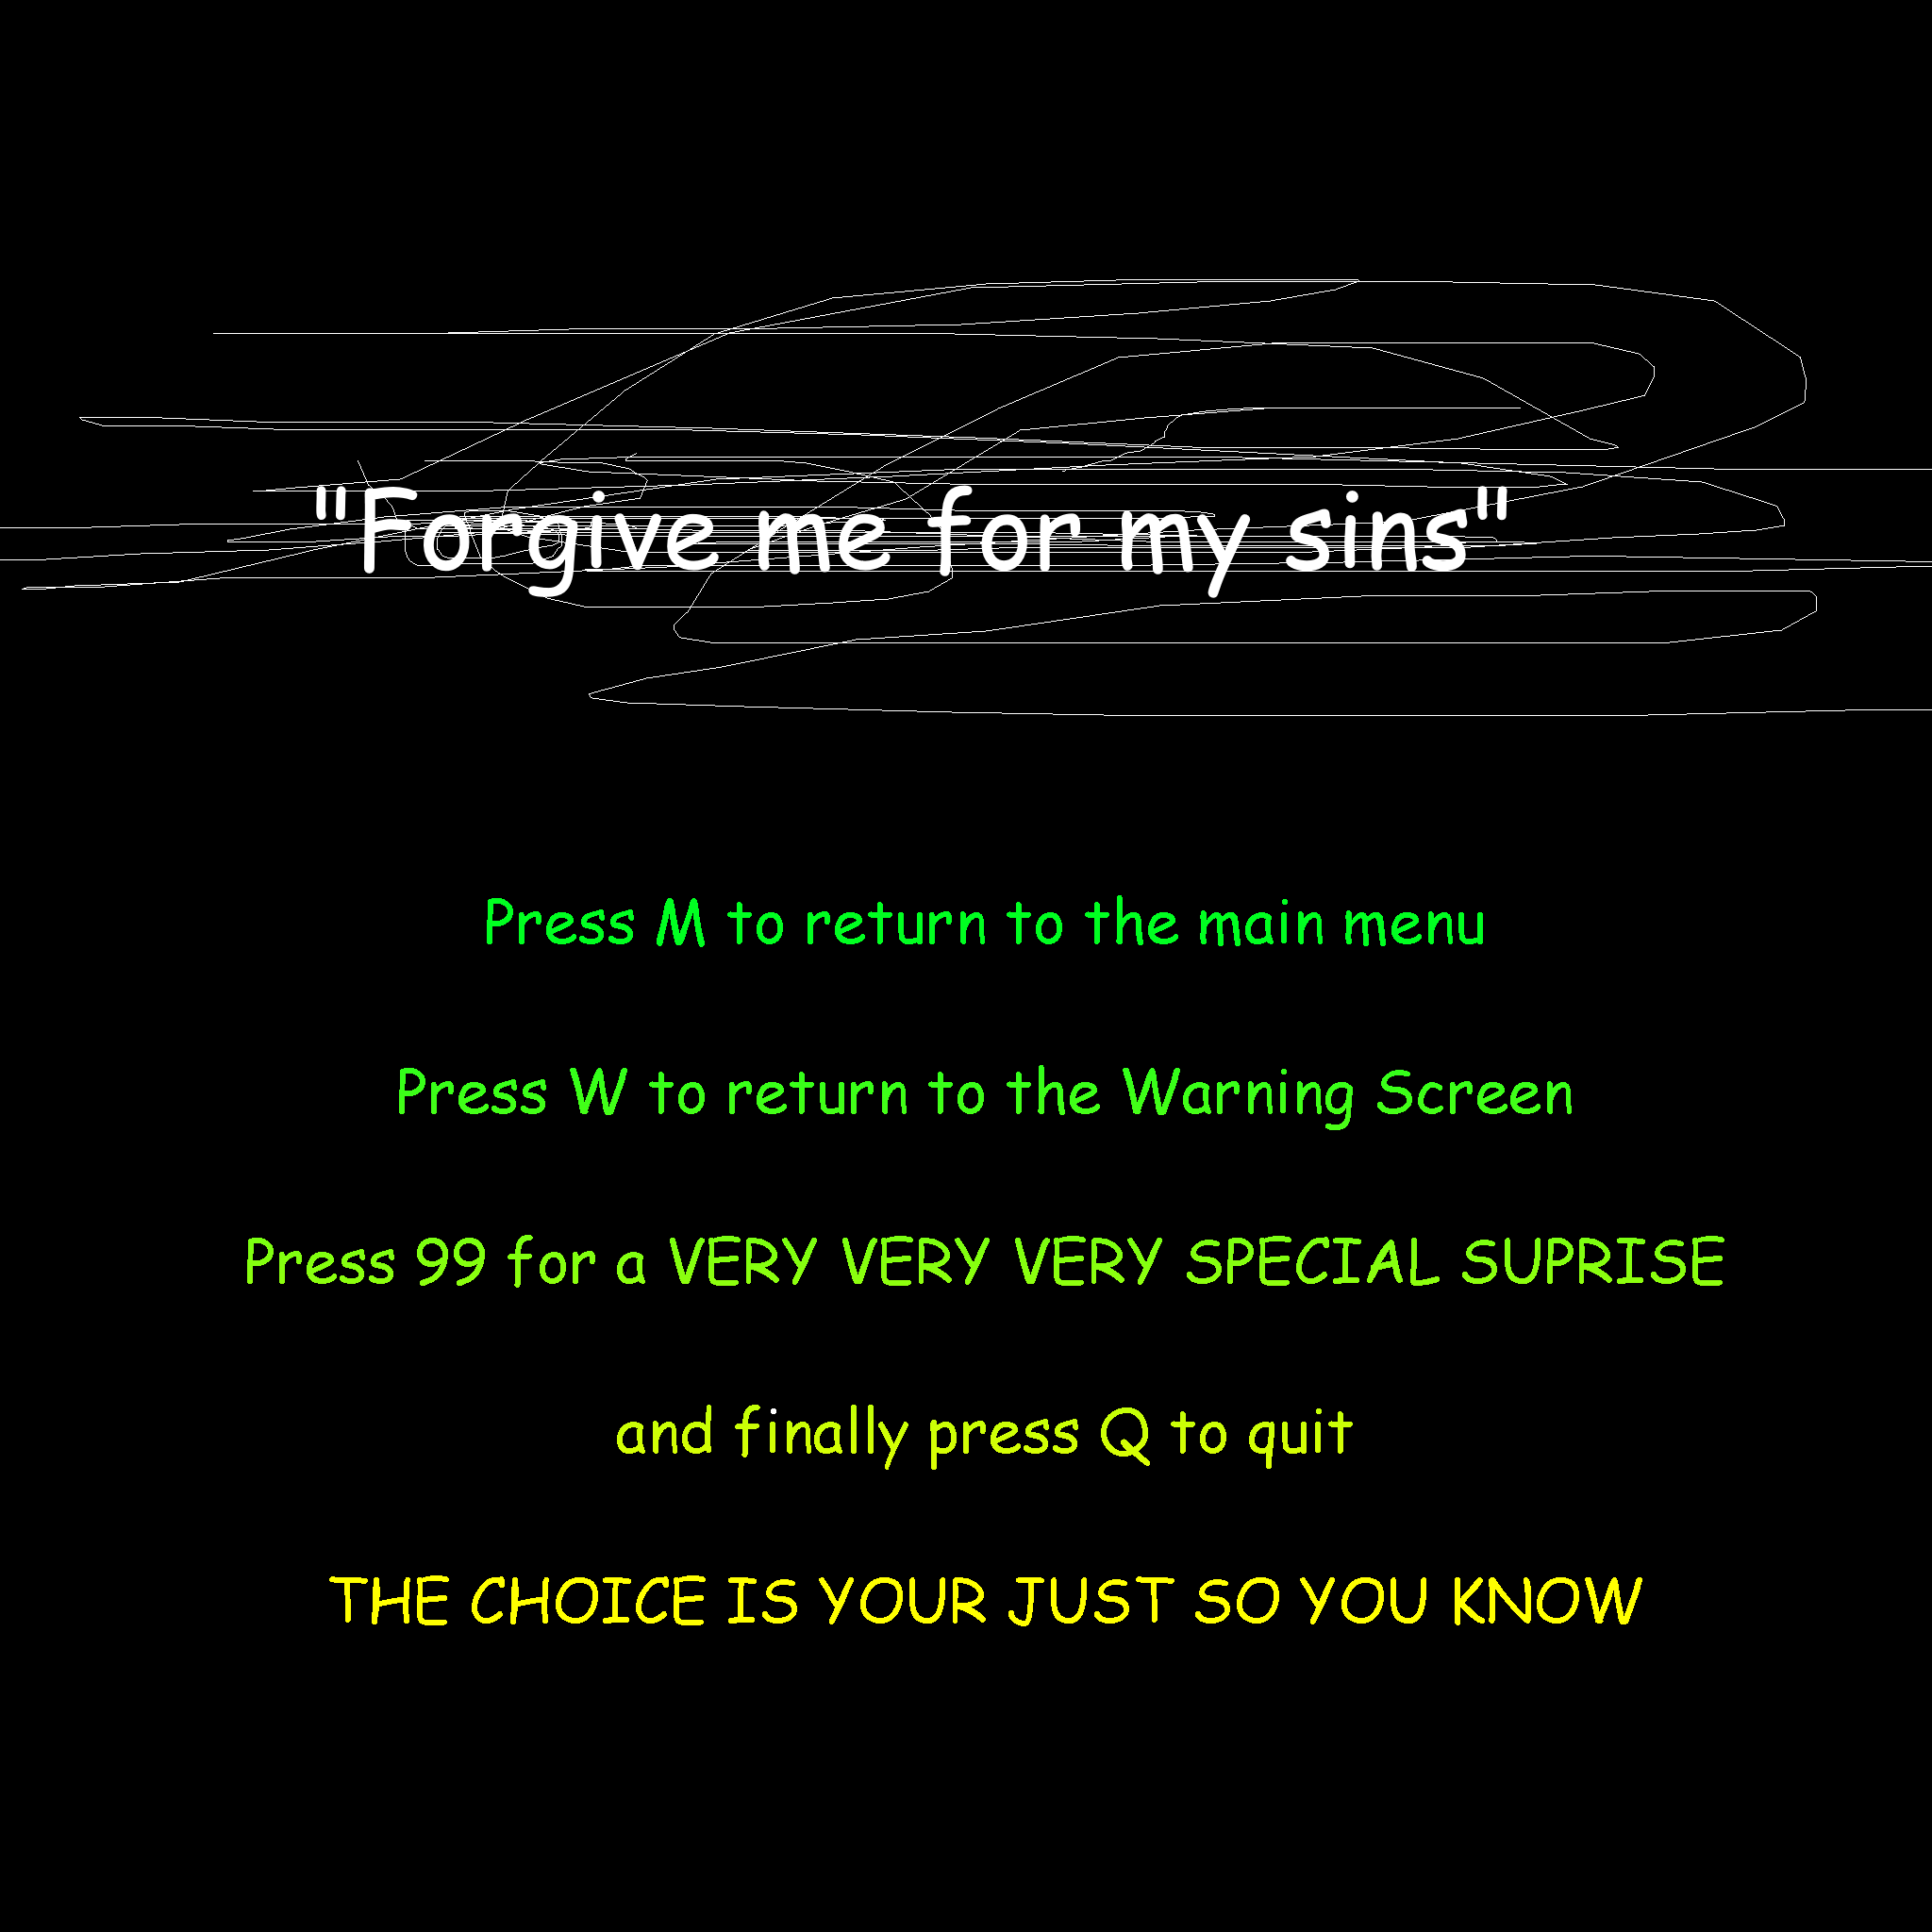 "Forgive me for my sins"
Press M to return to the main menu
Press W to return to the Warning Screen
Press 99 for a VERY VERY VERY SPECIAL SUPRISE
and finally press Q to quit
THE CHOICE IS YOUR JUST SO YOU KNOW